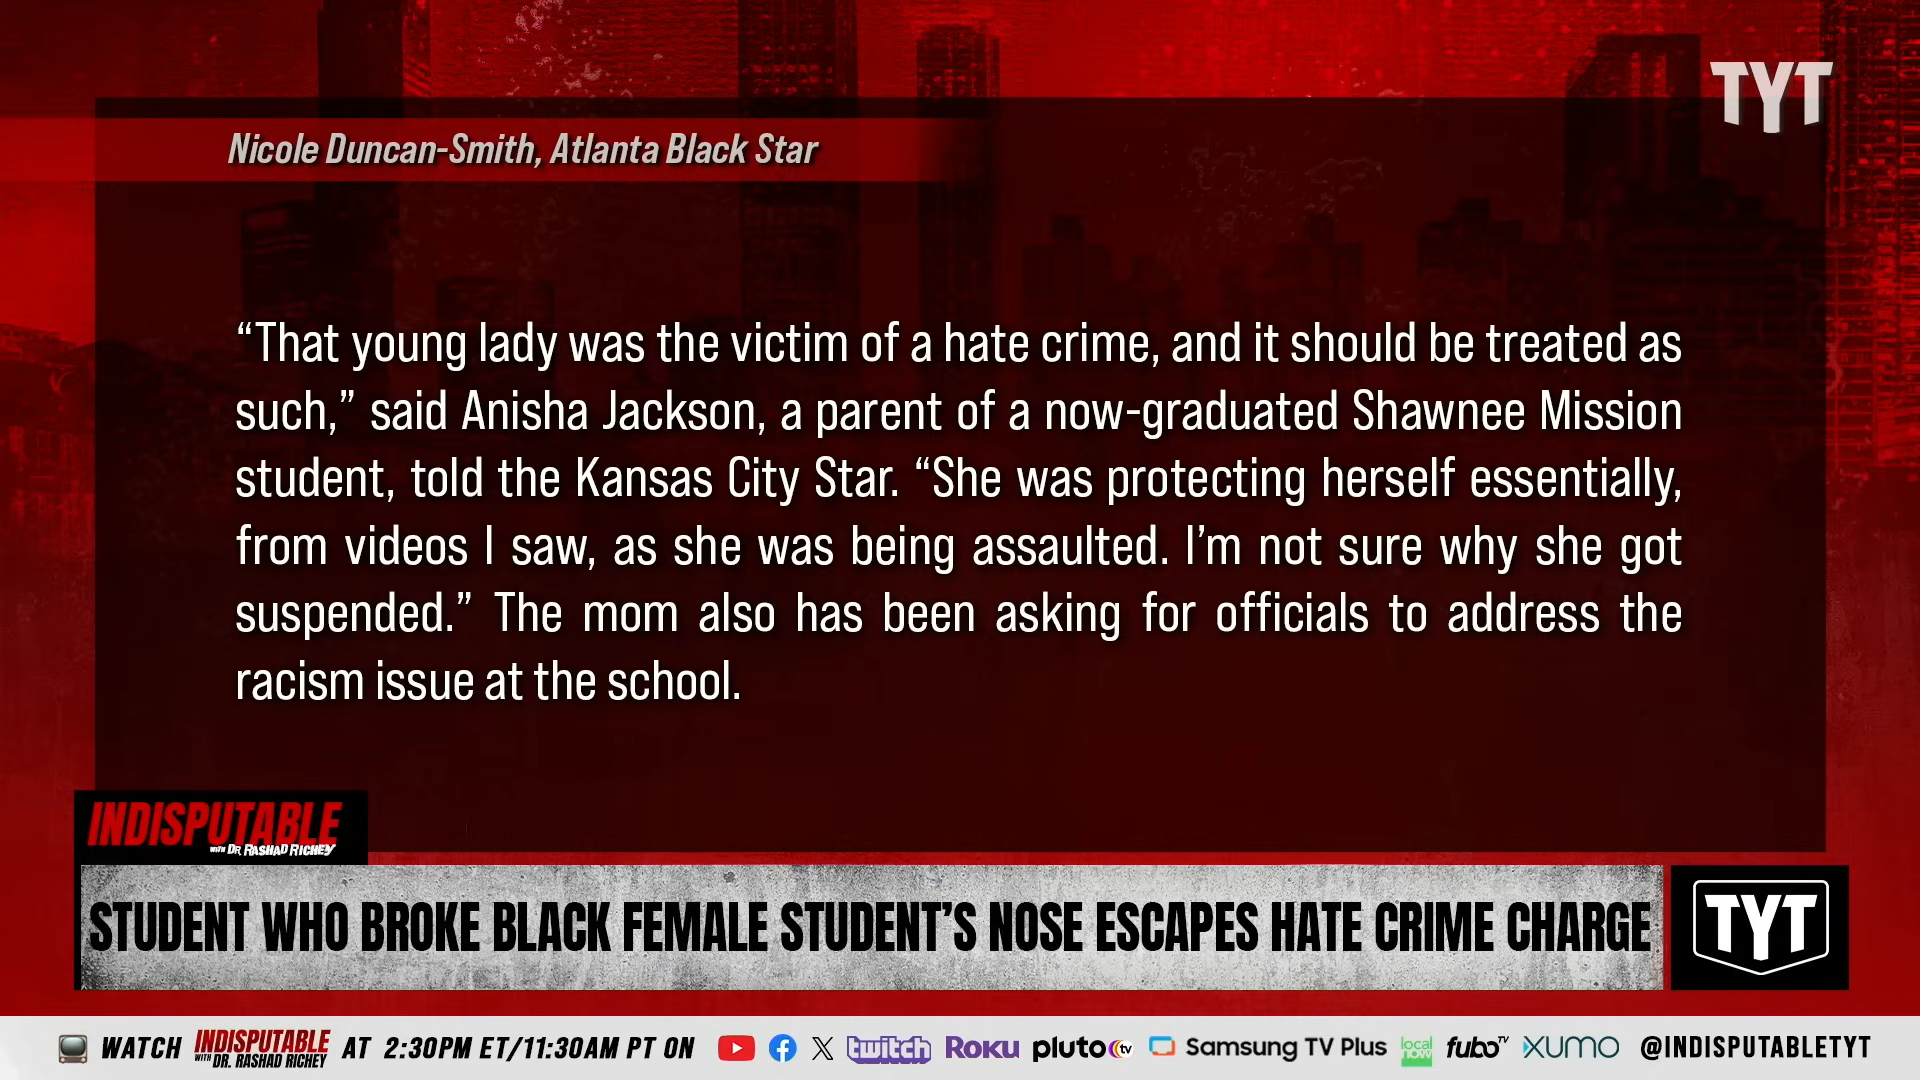 TYT
Nicole Duncan-Smith, Atlanta Black Star
“That young lady was the victim of a hate crime, and it should be treated as
such,” said Anisha Jackson, a parent of a now-graduated Shawnee Mission
student, told the Kansas City Star. “She was protecting herself essentially,
from videos I saw, as she was being assaulted. I’m not sure why she got
suspended.” The mom also has been asking for officials to address the
racism issue at the school.
INDISPUTABLE
WITH DR RASHAD RICHEY
STUDENT WHO BROKE BLACK FEMALE STUDENT’S NOSE ESCAPES HATE CRIME CHARGE
TYT
WATCH INDISPUTABLE WITH DR. RASHAD RICHEY AT 2:30PM ET/11:30AM PT ON twitch Roku pluto tv Samsung TV Plus local now fubo TV XUMO @INDISPUTABLETYT